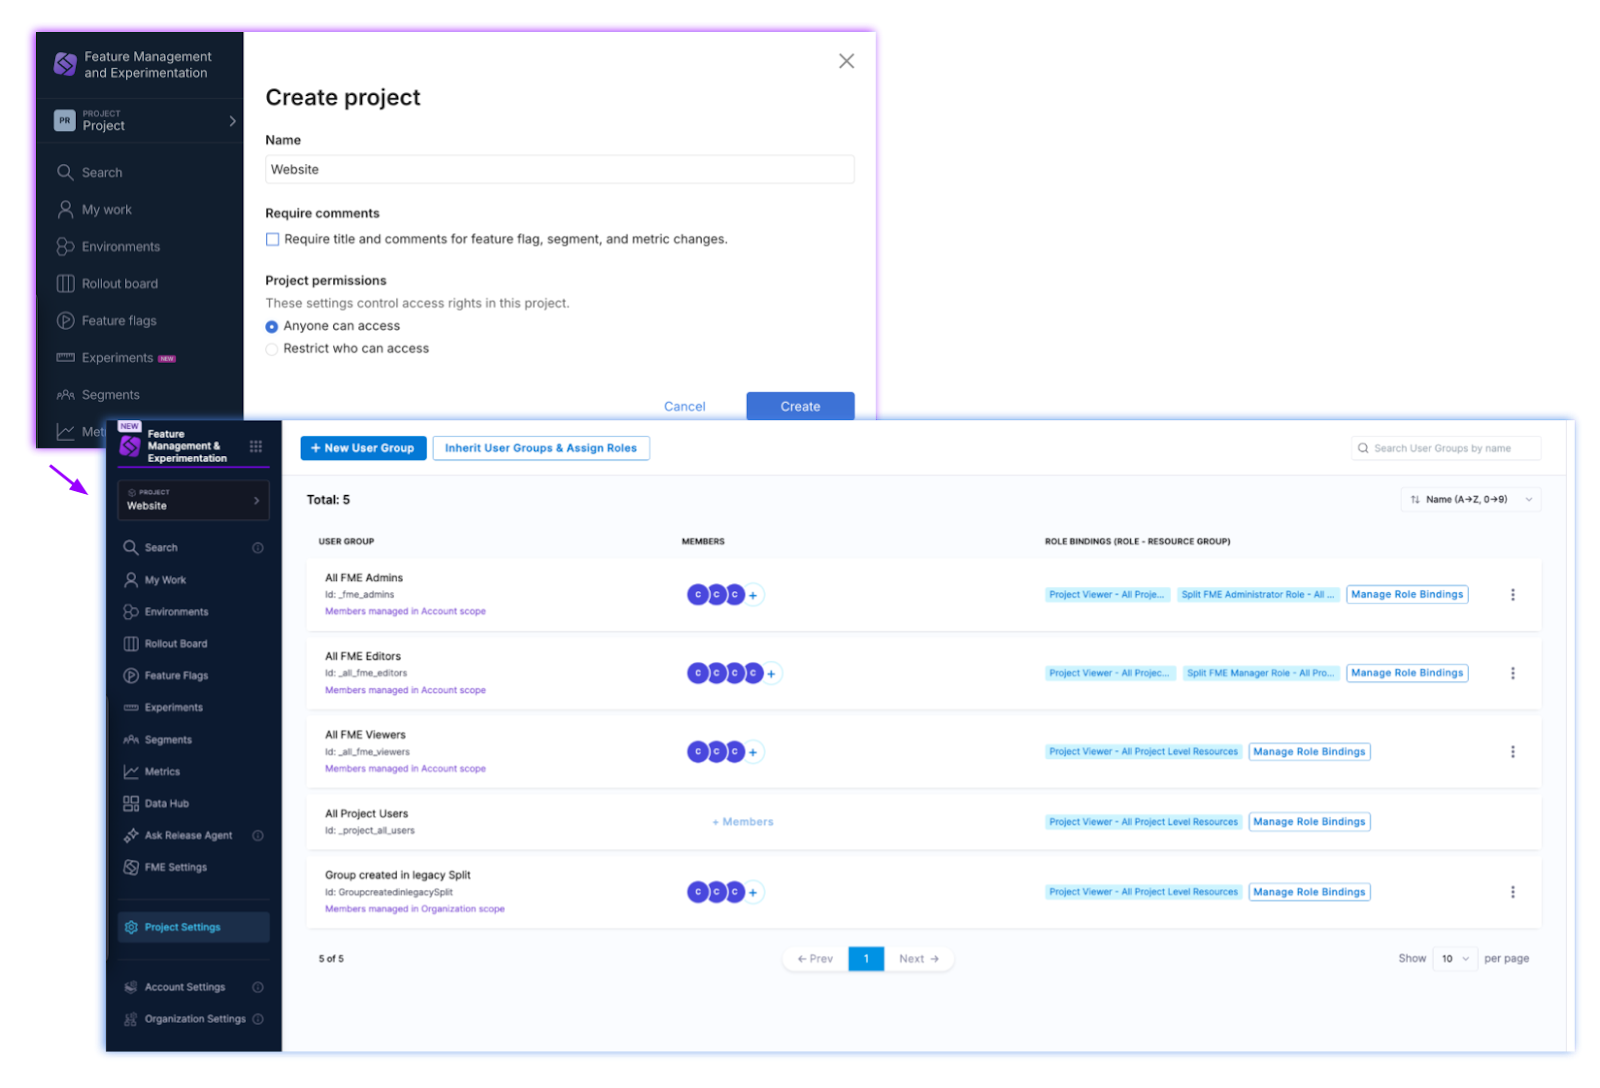 Feature Management
and Experimentation
PR
PROJECT
Project
Search
My work
Environments
Rollout board
Feature flags
Experiments NEW
Segments
Create project
Name
Website
Require comments
Require title and comments for feature flag, segment, and metric changes.
Project permissions
These settings control access rights in this project.
Anyone can access
Restrict who can access
Cancel
Create
NEW
Feature
Management &
Experimentation
PROJECT
Website
Search
My Work
Environments
Rollout Board
Feature Flags
Experiments
Segments
Metrics
Data Hub
Ask Release Agent
FME Settings
Project Settings
Account Settings
Organization Settings
+ New User Group
Inherit User Groups & Assign Roles
Search User Groups by name
Total: 5
Name (A→Z, 0→9)
USER GROUP
MEMBERS
ROLE BINDINGS (ROLE - RESOURCE GROUP)
All FME Admins
Id: _fme_admins
Members managed in Account scope
C C C +
Project Viewer - All Proje...
Split FME Administrator Role - All ...
Manage Role Bindings
All FME Editors
Id: _all_fme_editors
Members managed in Account scope
C C C C +
Project Viewer - All Projec...
Split FME Manager Role - All Pro...
Manage Role Bindings
All FME Viewers
Id: _all_fme_viewers
Members managed in Account scope
C C C +
Project Viewer - All Project Level Resources
Manage Role Bindings
All Project Users
Id: _project_all_users
+ Members
Project Viewer - All Project Level Resources
Manage Role Bindings
Group created in legacy Split
Id: GroupcreatedinlegacySplit
Members managed in Organization scope
C C C +
Project Viewer - All Project Level Resources
Manage Role Bindings
5 of 5
← Prev
1
Next →
Show
10
per page